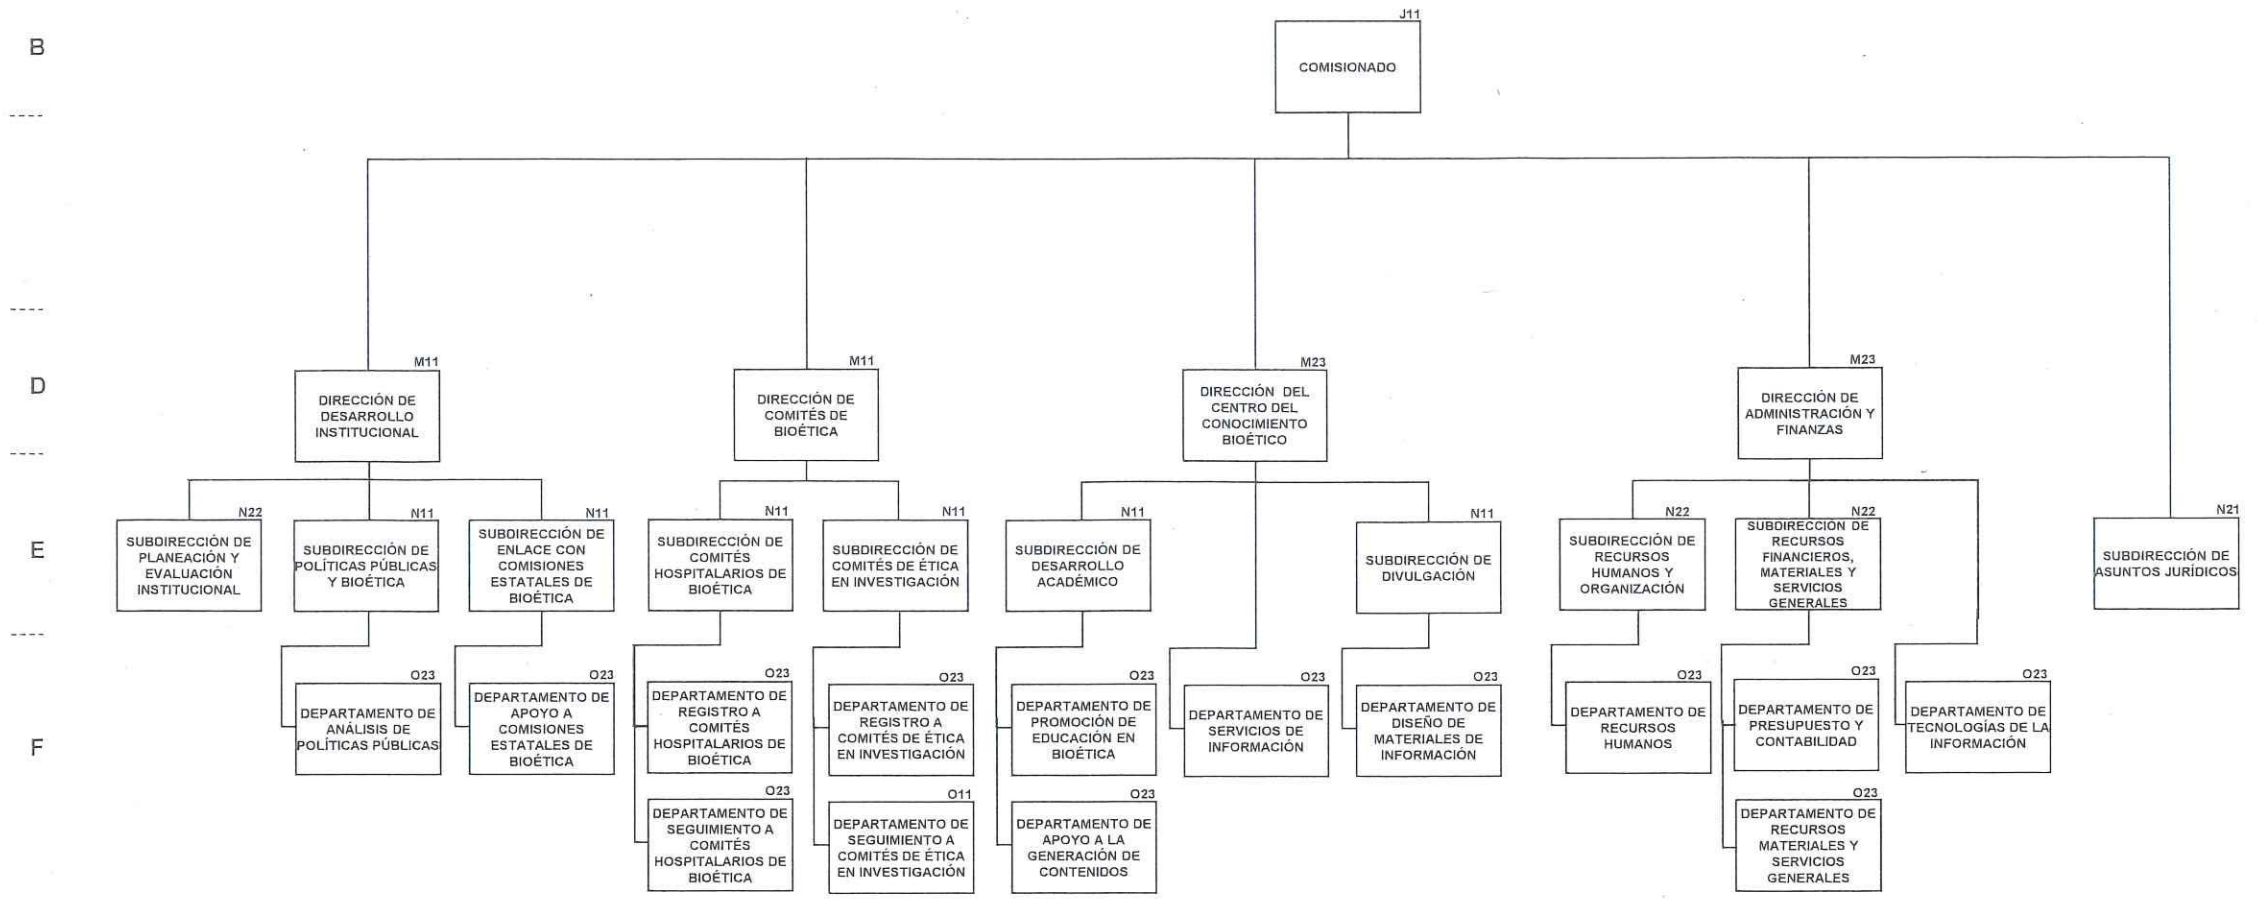 B
J11
COMISIONADO
----
----
D
M11
DIRECCIÓN DE
DESARROLLO
INSTITUCIONAL
M11
DIRECCIÓN DE
COMITÉS DE
BIOÉTICA
M23
DIRECCIÓN DEL
CENTRO DEL
CONOCIMIENTO
BIOÉTICO
M23
DIRECCIÓN DE
ADMINISTRACIÓN Y
FINANZAS
----
E
N22
SUBDIRECCIÓN DE
PLANEACIÓN Y
EVALUACIÓN
INSTITUCIONAL
N11
SUBDIRECCIÓN DE
POLÍTICAS PÚBLICAS
Y BIOÉTICA
N11
SUBDIRECCIÓN DE
ENLACE CON
COMISIONES
ESTATALES DE
BIOÉTICA
N11
SUBDIRECCIÓN DE
COMITÉS
HOSPITALARIOS DE
BIOÉTICA
N11
SUBDIRECCIÓN DE
COMITÉS DE ÉTICA
EN INVESTIGACIÓN
N11
SUBDIRECCIÓN DE
DESARROLLO
ACADÉMICO
N11
SUBDIRECCIÓN DE
DIVULGACIÓN
N22
SUBDIRECCIÓN DE
RECURSOS
HUMANOS Y
ORGANIZACIÓN
N22
SUBDIRECCIÓN DE
RECURSOS
FINANCIEROS,
MATERIALES Y
SERVICIOS
GENERALES
N21
SUBDIRECCIÓN DE
ASUNTOS JURÍDICOS
----
F
O23
DEPARTAMENTO DE
ANÁLISIS DE
POLÍTICAS PÚBLICAS
O23
DEPARTAMENTO DE
APOYO A
COMISIONES
ESTATALES DE
BIOÉTICA
O23
DEPARTAMENTO DE
REGISTRO A
COMITÉS
HOSPITALARIOS DE
BIOÉTICA
O23
DEPARTAMENTO DE
REGISTRO A
COMITÉS DE ÉTICA
EN INVESTIGACIÓN
O23
DEPARTAMENTO DE
PROMOCIÓN DE
EDUCACIÓN EN
BIOÉTICA
O23
DEPARTAMENTO DE
SERVICIOS DE
INFORMACIÓN
O23
DEPARTAMENTO DE
DISEÑO DE
MATERIALES DE
INFORMACIÓN
O23
DEPARTAMENTO DE
RECURSOS
HUMANOS
O23
DEPARTAMENTO DE
PRESUPUESTO Y
CONTABILIDAD
O23
DEPARTAMENTO DE
TECNOLOGÍAS DE LA
INFORMACIÓN
O23
DEPARTAMENTO DE
SEGUIMIENTO A
COMITÉS
HOSPITALARIOS DE
BIOÉTICA
O11
DEPARTAMENTO DE
SEGUIMIENTO A
COMITÉS DE ÉTICA
EN INVESTIGACIÓN
O23
DEPARTAMENTO DE
APOYO A LA
GENERACIÓN DE
CONTENIDOS
O23
DEPARTAMENTO DE
RECURSOS
MATERIALES Y
SERVICIOS
GENERALES